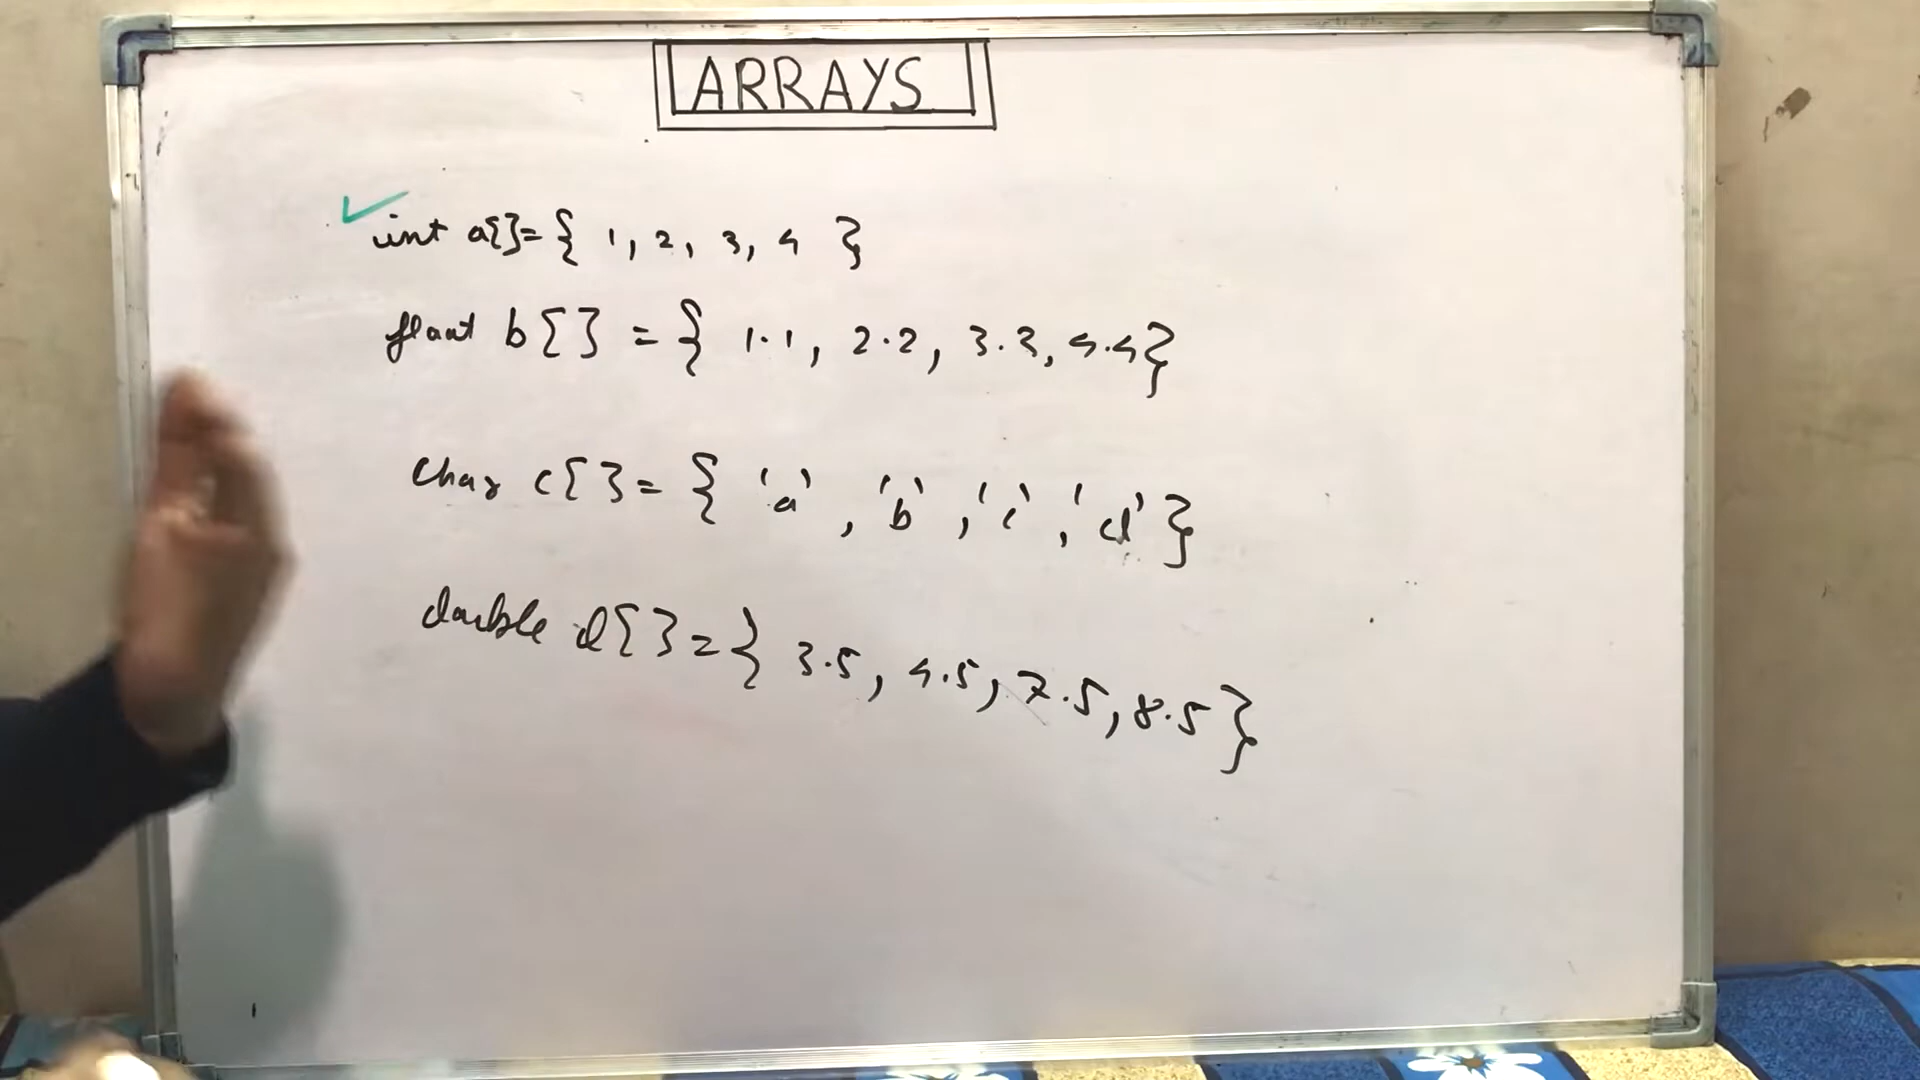 ARRAYS
int a[]={ 1, 2, 3, 4 }
float b[] = { 1.1, 2.2, 3.3, 4.4}
char c[]= { 'a', 'b', 'c', 'd' }
double d[]={ 3.5, 4.5, 7.5, 8.5 }